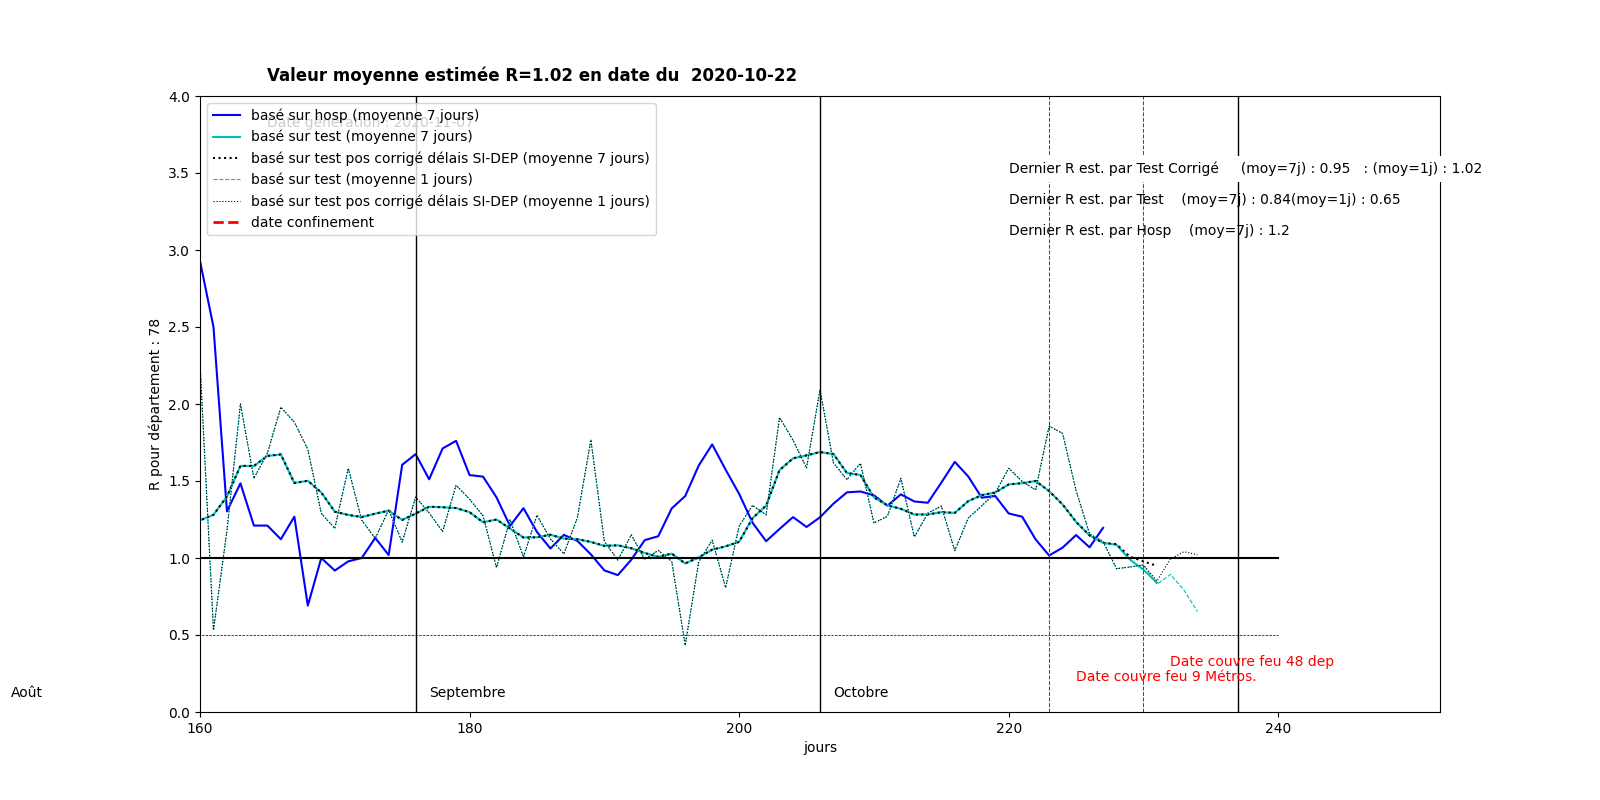 Valeur moyenne estimée R=1.02 en date du  2020-10-22
Date génération : 2020-11-07
basé sur hosp (moyenne 7 jours)
basé sur test (moyenne 7 jours)
basé sur test pos corrigé délais SI-DEP (moyenne 7 jours)
basé sur test (moyenne 1 jours)
basé sur test pos corrigé délais SI-DEP (moyenne 1 jours)
date confinement
Dernier R est. par Test Corrigé     (moy=7j) : 0.95   : (moy=1j) : 1.02
Dernier R est. par Test    (moy=7j) : 0.84(moy=1j) : 0.65
Dernier R est. par Hosp    (moy=7j) : 1.2
4.0
3.5
3.0
2.5
2.0
1.5
1.0
0.5
0.0
R pour département : 78
Date couvre feu 48 dep
Date couvre feu 9 Métros.
Août
Septembre
Octobre
160
180
200
220
240
jours